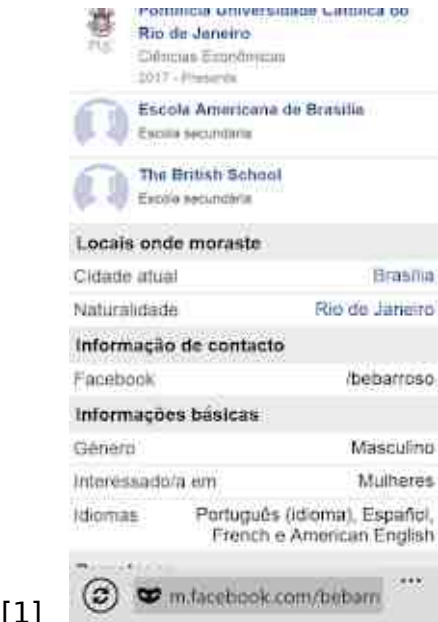 Pontifícia Universidade Católica do
Rio de Janeiro
Ciências Econômicas
2017 - Presente
Escola Americana de Brasília
Escola secundária
The British School
Escola secundária
Locais onde moraste
Cidade atual Brasília
Naturalidade Rio de Janeiro
Informação de contacto
Facebook /bebarroso
Informações básicas
Género Masculino
Interessado/a em Mulheres
Idiomas Português (idioma), Español,
French e American English
m.facebook.com/bebarr
[1]